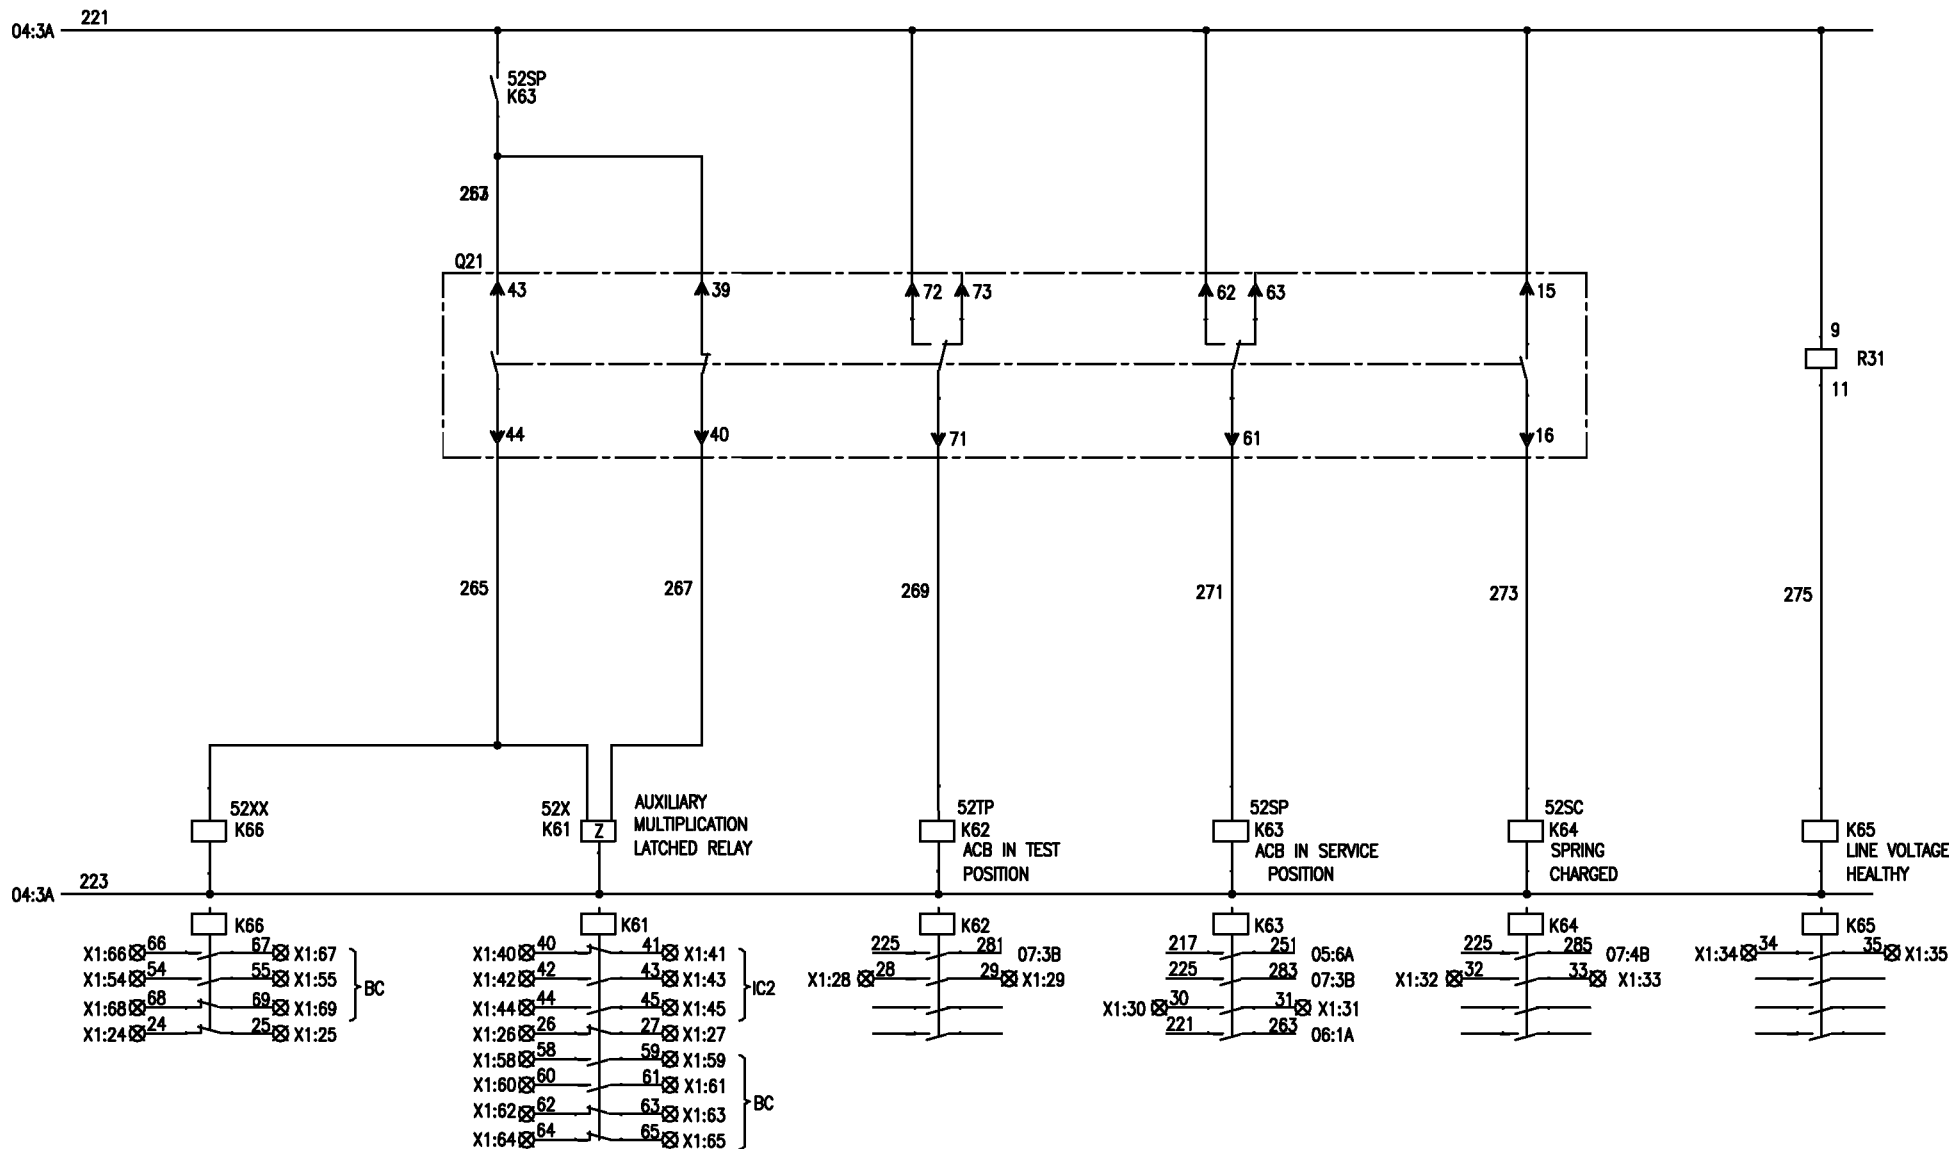 221
04:3A
52SP
K63
Q21
43
39
72
73
62
63
15
9
R31
11
44
40
71
61
16
265
267
269
271
273
275
52XX
K66
52X
K61
Z
AUXILIARY
MULTIPLICATION
LATCHED RELAY
52TP
K62
ACB IN TEST
POSITION
52SP
K63
ACB IN SERVICE
POSITION
52SC
K64
SPRING
CHARGED
K65
LINE VOLTAGE
HEALTHY
223
04:3A
K66
X1:66 66 67 X1:67
X1:54 54 55 X1:55
X1:68 68 69 X1:69
BC
X1:24 24 25 X1:25
K61
X1:40 40 41 X1:41
X1:42 42 43 X1:43
X1:44 44 45 X1:45
IC2
X1:26 26 27 X1:27
X1:58 58 59 X1:59
X1:60 60 61 X1:61
X1:62 62 63 X1:63
X1:64 64 65 X1:65
BC
K62
225 281 07:3B
X1:28 28 29 X1:29
K63
217 251 05:6A
225 283 07:3B
X1:30 30 31 X1:31
221 263 06:1A
K64
225 285 07:4B
X1:32 32 33 X1:33
K65
X1:34 34 35 X1:35